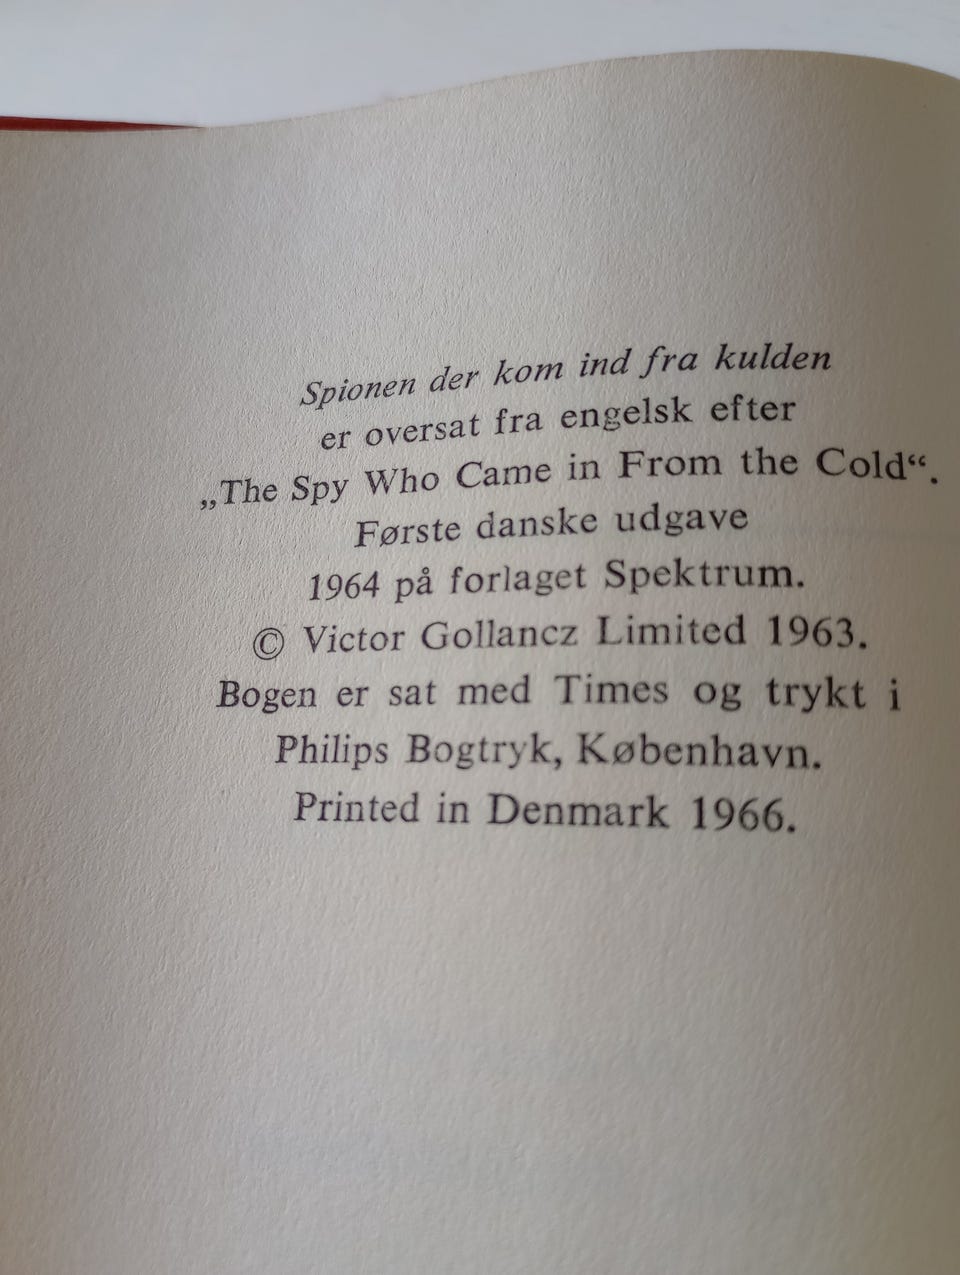 Spionen der kom ind fra kulden
er oversat fra engelsk efter
„The Spy Who Came in From the Cold“.
Første danske udgave
1964 på forlaget Spektrum.
© Victor Gollancz Limited 1963.
Bogen er sat med Times og trykt i
Philips Bogtryk, København.
Printed in Denmark 1966.